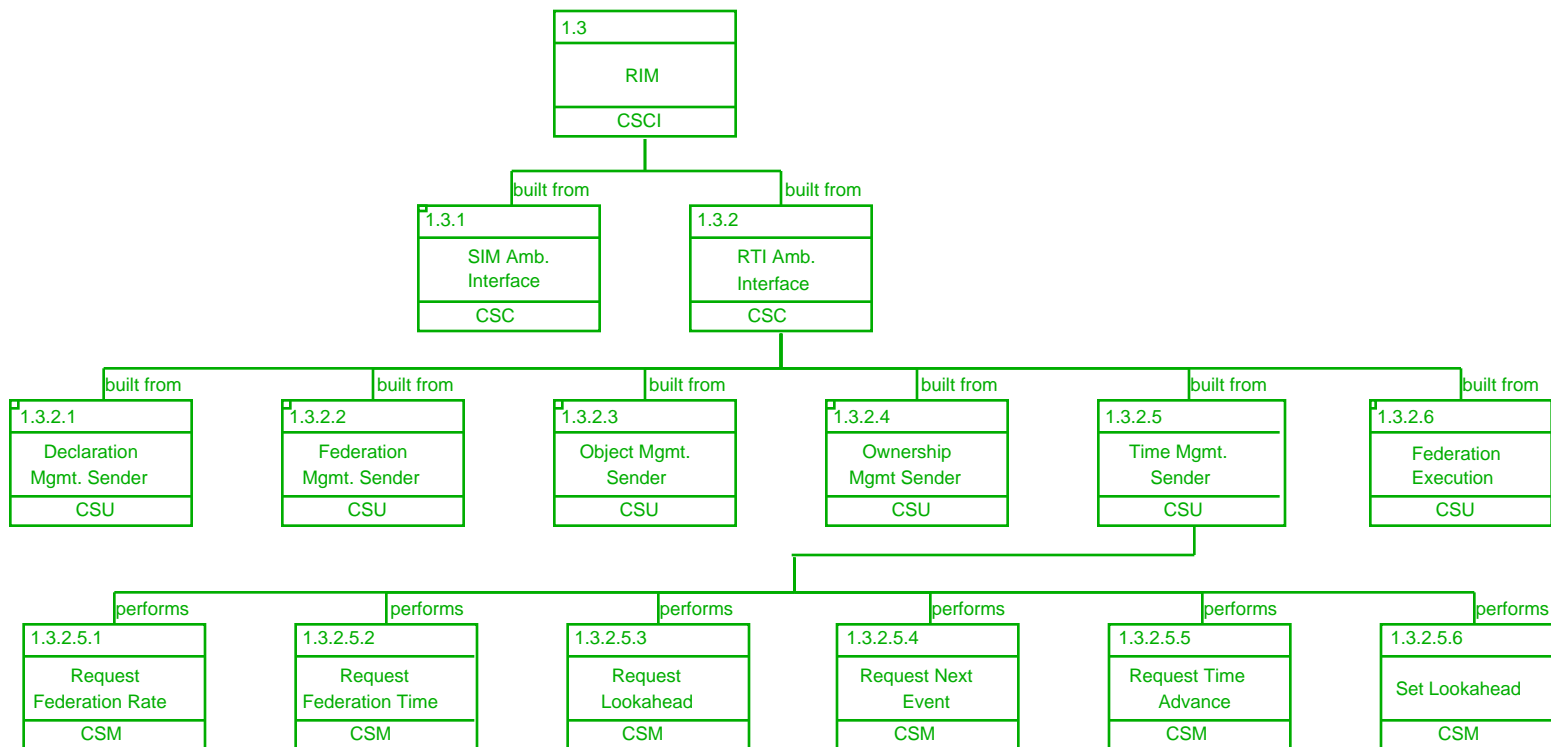 1.3
RIM
CSCI
built from
built from
1.3.1
SIM Amb.
Interface
CSC
1.3.2
RTI Amb.
Interface
CSC
built from
built from
built from
built from
built from
built from
1.3.2.1
Declaration
Mgmt. Sender
CSU
1.3.2.2
Federation
Mgmt. Sender
CSU
1.3.2.3
Object Mgmt.
Sender
CSU
1.3.2.4
Ownership
Mgmt Sender
CSU
1.3.2.5
Time Mgmt.
Sender
CSU
1.3.2.6
Federation
Execution
CSU
performs
performs
performs
performs
performs
performs
1.3.2.5.1
Request
Federation Rate
CSM
1.3.2.5.2
Request
Federation Time
CSM
1.3.2.5.3
Request
Lookahead
CSM
1.3.2.5.4
Request Next
Event
CSM
1.3.2.5.5
Request Time
Advance
CSM
1.3.2.5.6
Set Lookahead
CSM